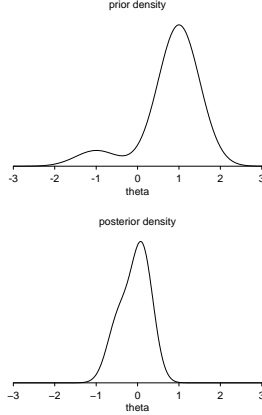 prior density
-3 -2 -1 0 1 2 3
theta
posterior density
−3 −2 −1 0 1 2 3
theta